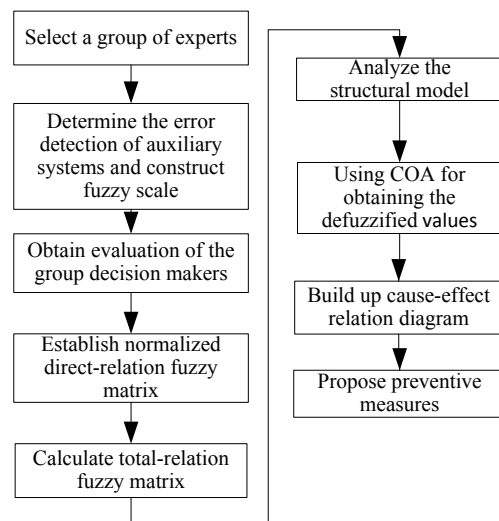 Select a group of experts
Determine the error
detection of auxiliary
systems and construct
fuzzy scale
Obtain evaluation of the
group decision makers
Establish normalized
direct-relation fuzzy
matrix
Calculate total-relation
fuzzy matrix
Analyze the
structural model
Using COA for
obtaining the
defuzzified values
Build up cause-effect
relation diagram
Propose preventive
measures